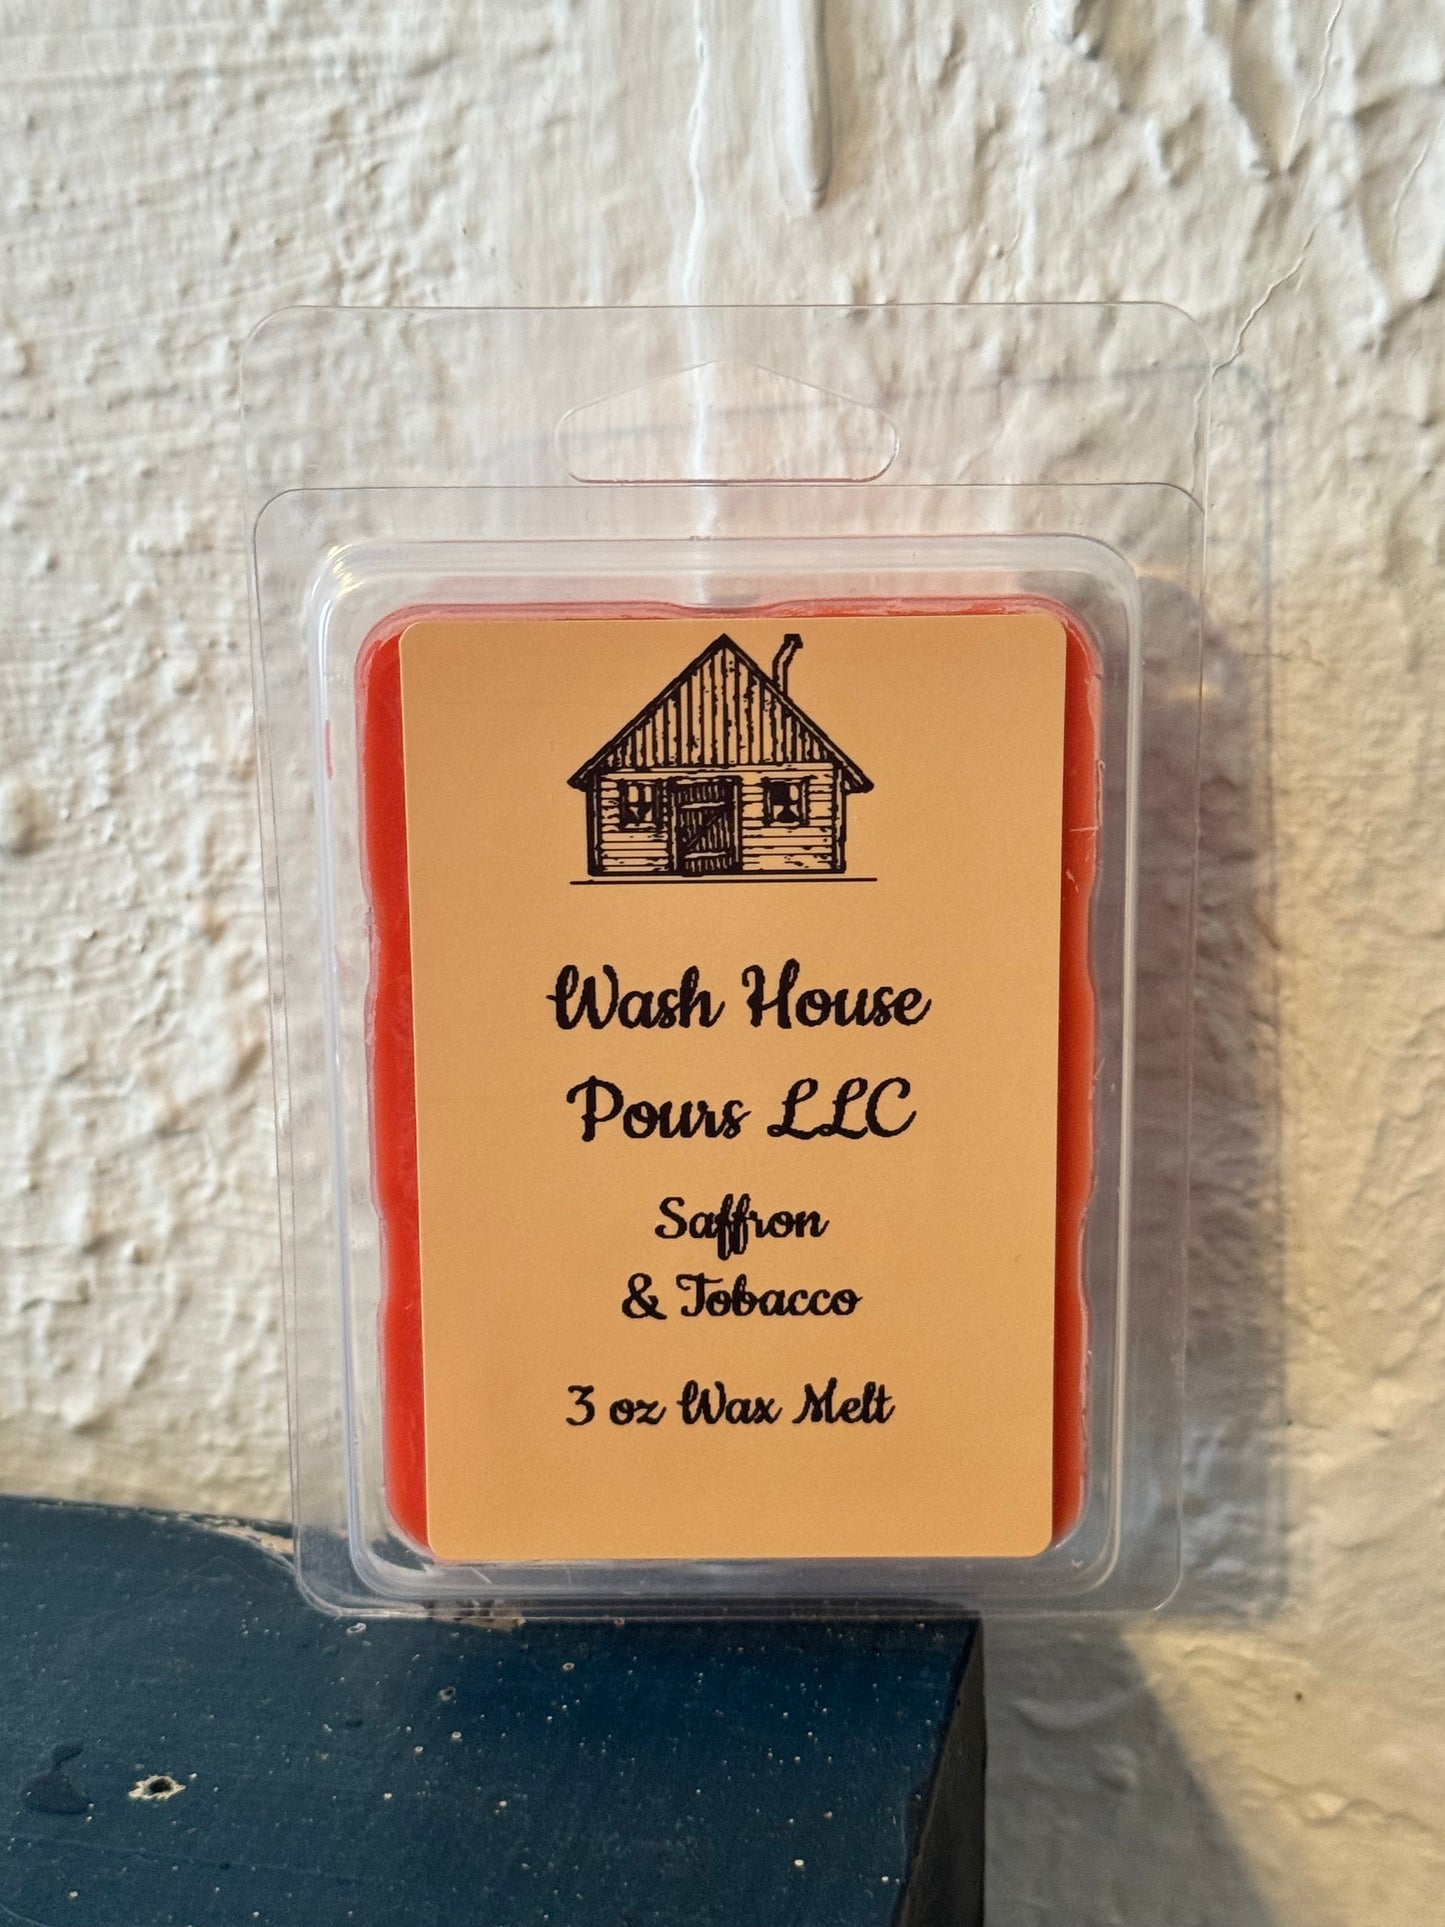 Wash House
Pours LLC
Saffron
& Tobacco
3 oz Wax Melt